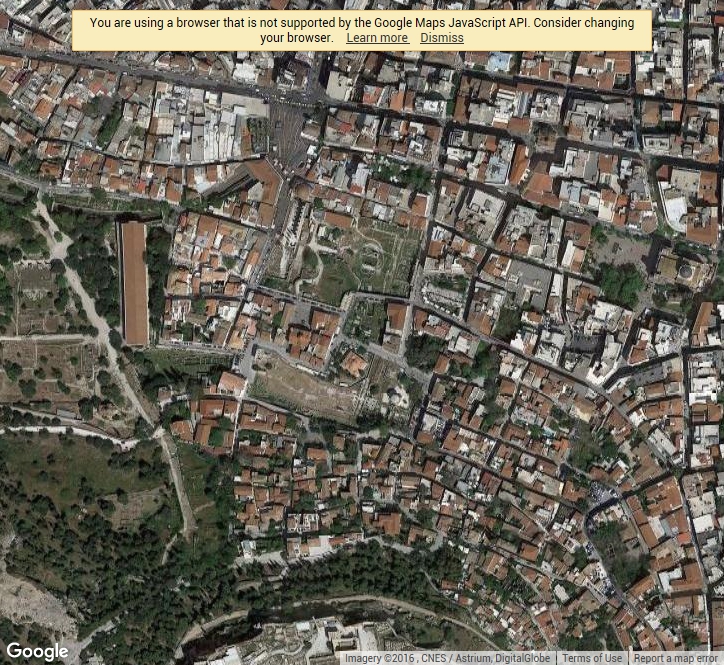 You are using a browser that is not supported by the Google Maps JavaScript API. Consider changing
your browser. Learn more Dismiss
Google
Imagery ©2016 , CNES / Astrium, DigitalGlobe Terms of Use Report a map error